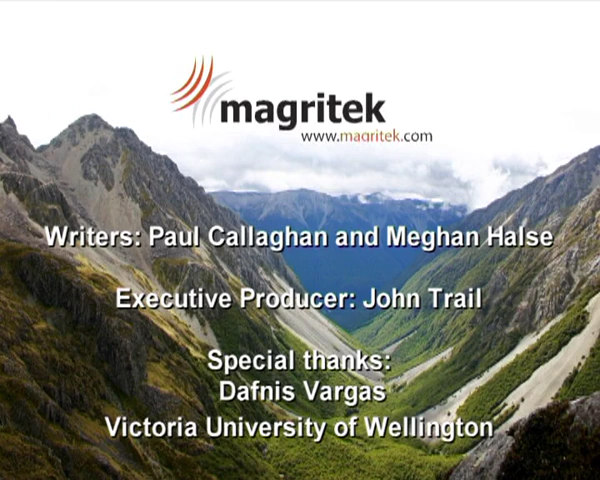 magritek
www.magritek.com
Writers: Paul Callaghan and Meghan Halse
Executive Producer: John Trail
Special thanks:
Dafnis Vargas
Victoria University of Wellington